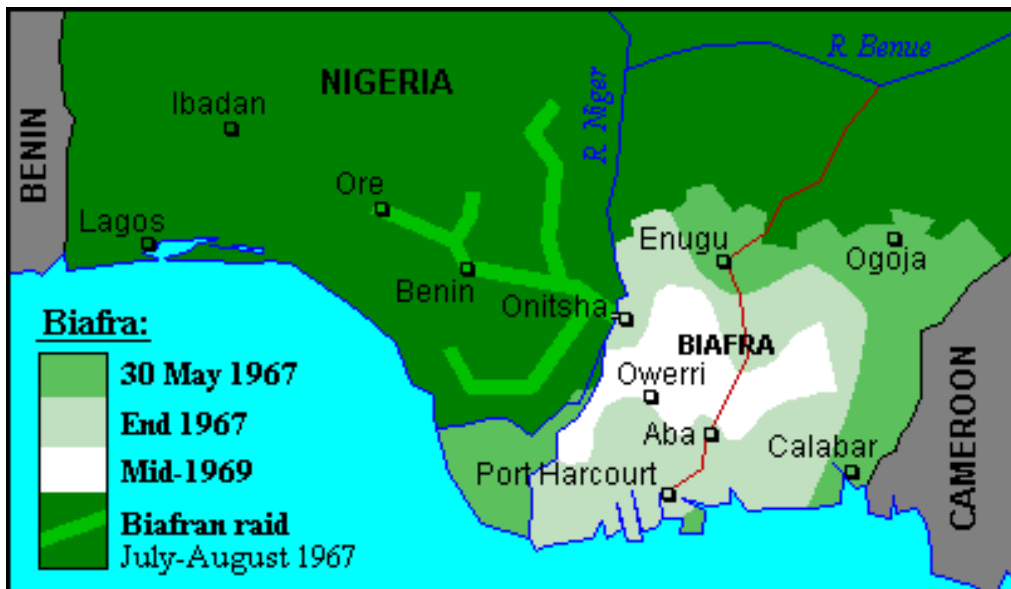 R. Benue
NIGERIA
Ibadan
R. Niger
BENIN
Ore
Lagos
Enugu
Ogoja
Benin
Onitsha
BIAFRA
Owerri
Aba
Calabar
Port Harcourt
CAMEROON
Biafra:
30 May 1967
End 1967
Mid-1969
Biafran raid
July-August 1967